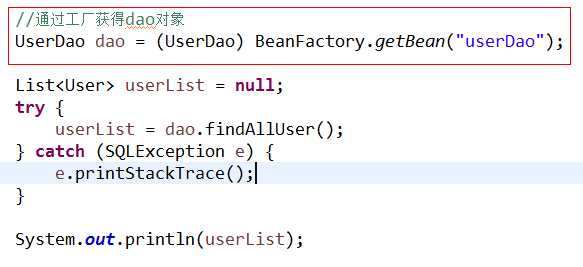 //通过工厂获得dao对象
UserDao dao = (UserDao) BeanFactory.getBean("userDao");
List<User> userList = null;
try {
    userList = dao.findAllUser();
} catch (SQLException e) {
    e.printStackTrace();
}
System.out.println(userList);